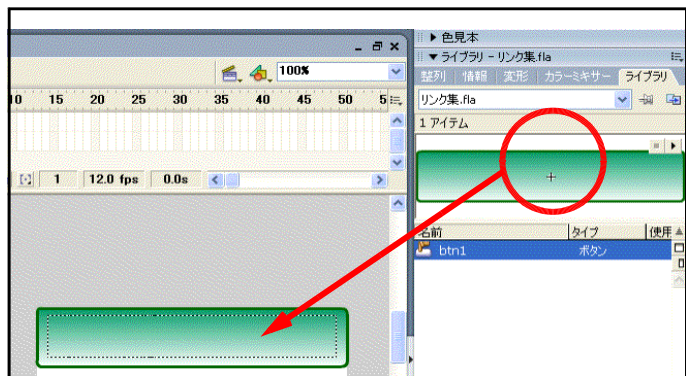 色見本
ライブラリ - リンク集.fla
整列 情報 変形 カラーミキサー ライブラリ
100%
リンク集.fla
10 15 20 25 30 35 40 45 50 5
1 アイテム
1 12.0 fps 0.0s
名前 タイプ 使用
btn1 ボタン